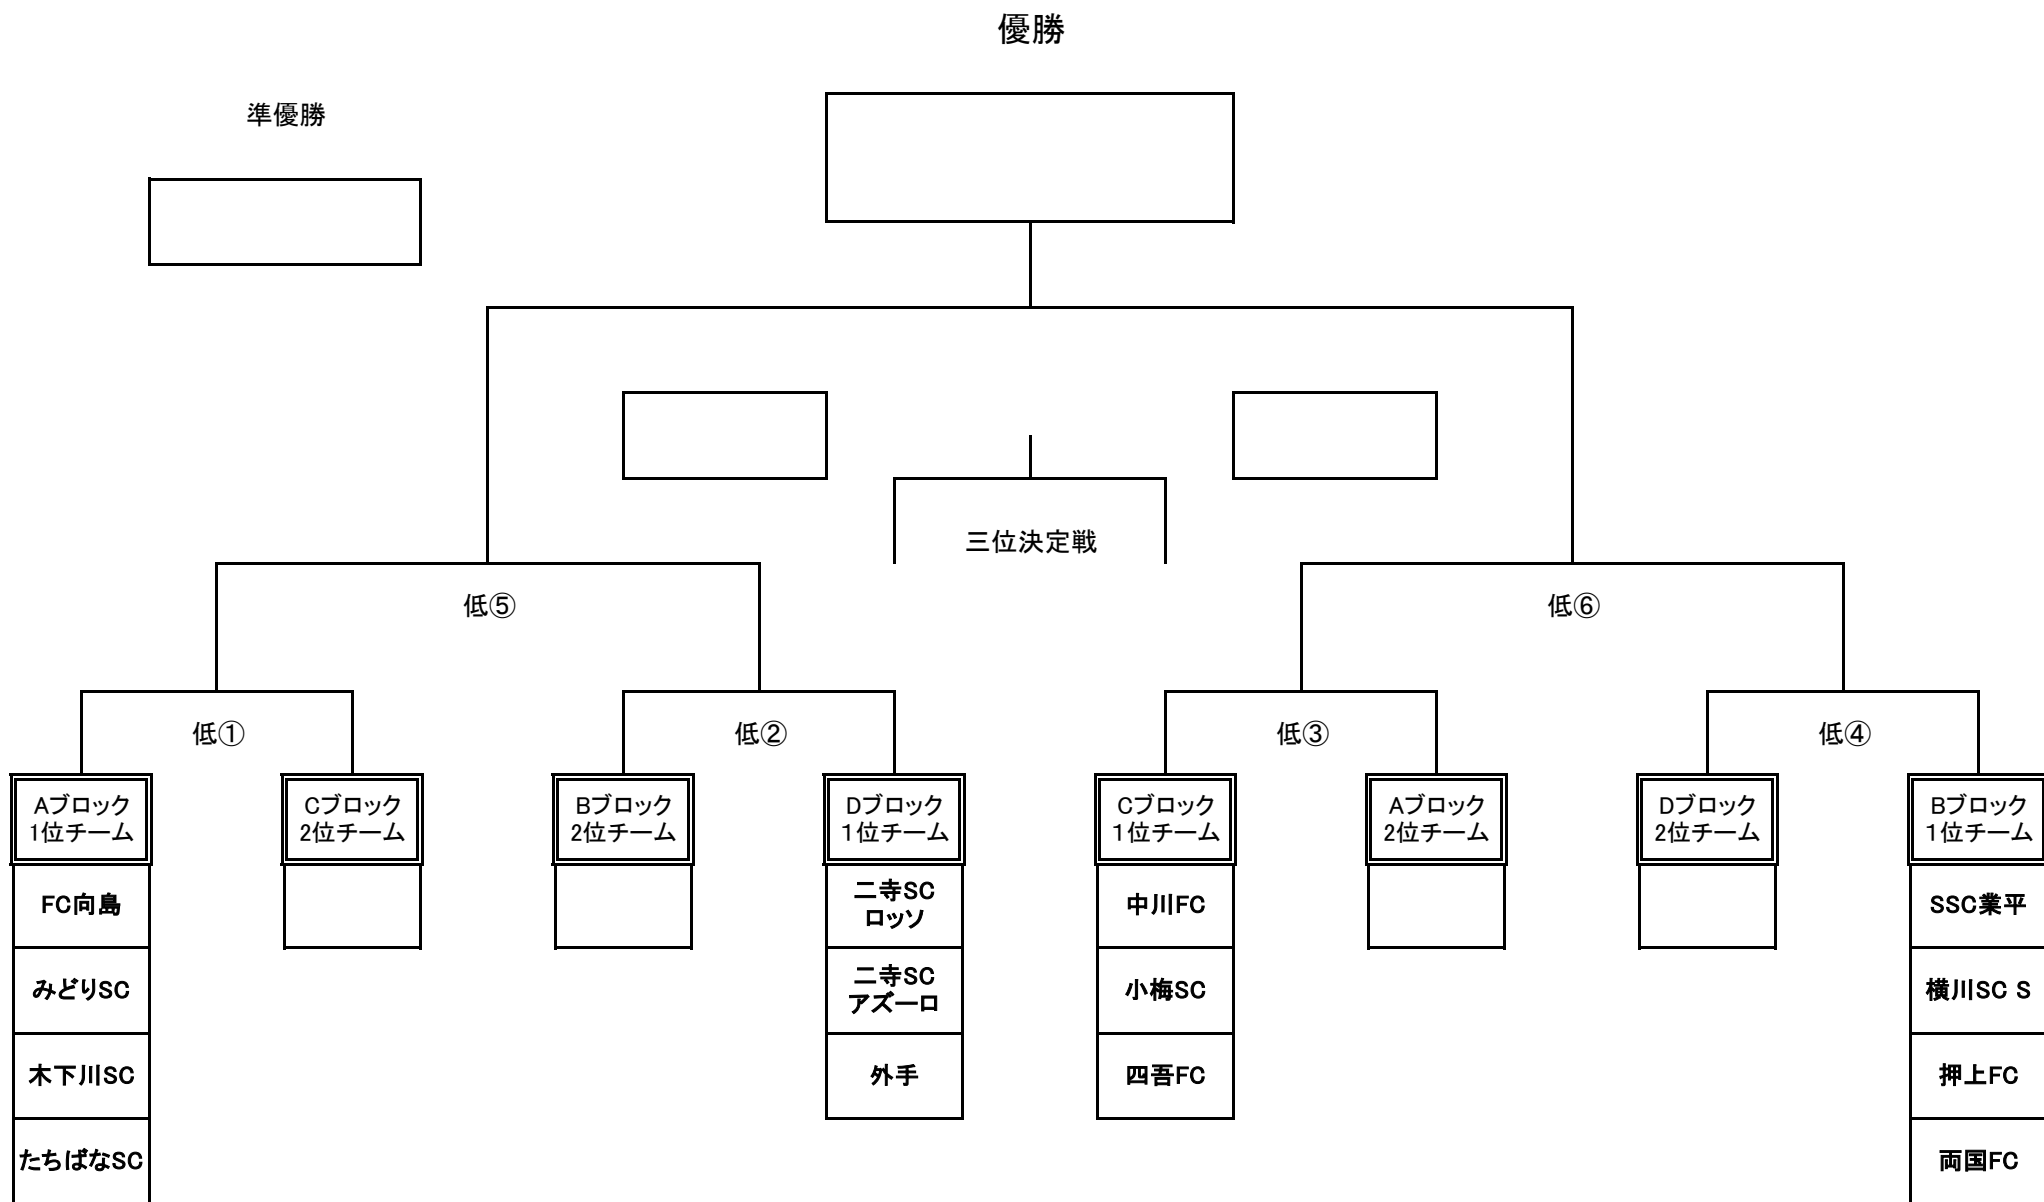 優勝
準優勝
三位決定戦
低⑤
低⑥
低①
低②
低③
低④
Aブロック
1位チーム
Cブロック
2位チーム
Bブロック
2位チーム
Dブロック
1位チーム
Cブロック
1位チーム
Aブロック
2位チーム
Dブロック
2位チーム
Bブロック
1位チーム
FC向島
二寺SC
ロッソ
中川FC
SSC業平
みどりSC
二寺SC
アズーロ
小梅SC
横川SC S
木下川SC
外手
四吾FC
押上FC
たちばなSC
両国FC